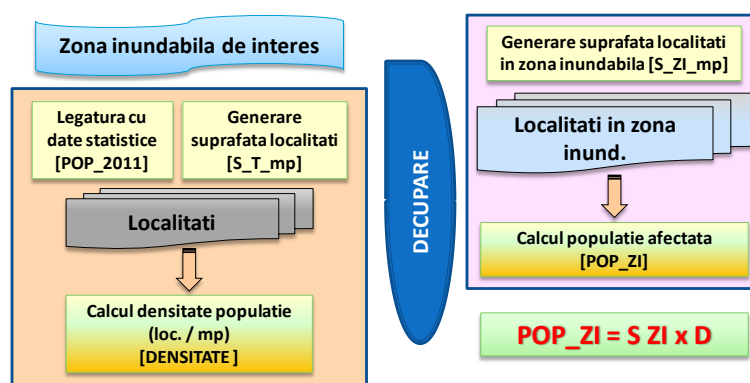 Zona inundabila de interes
Legatura cu
date statistice
[POP_2011]
Generare
suprafata localitati
[S_T_mp]
Localitati
Calcul densitate populatie
(loc. / mp)
[DENSITATE ]
DECUPARE
Generare suprafata localitati
in zona inundabila [S_ZI_mp]
Localitati in zona
inund.
Calcul populatie afectata
[POP_ZI]
POP_ZI = S ZI x D